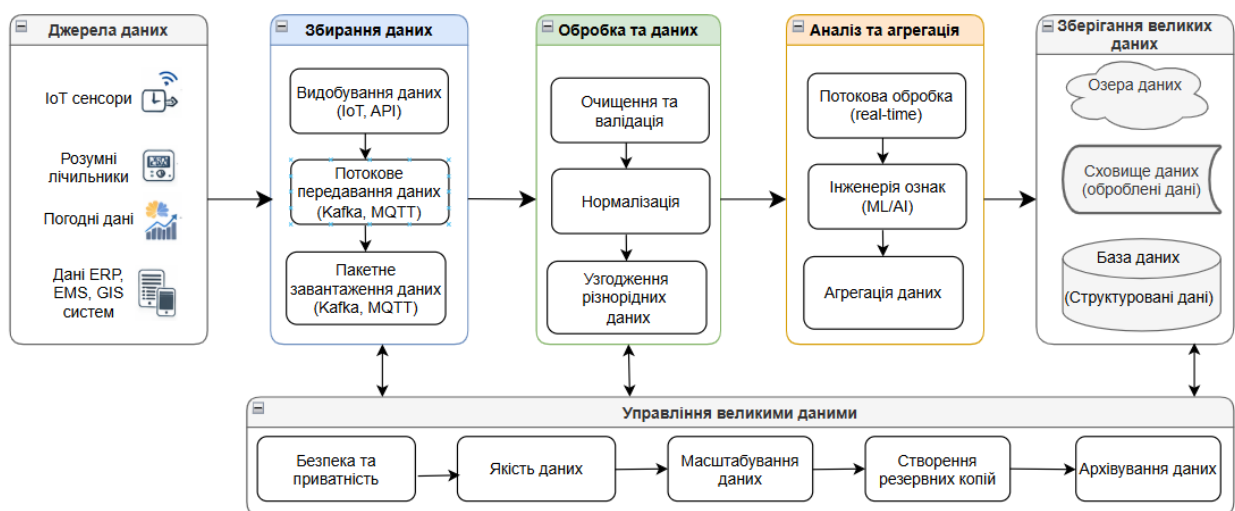 Джерела даних
IoT сенсори
Розумні
лічильники
Погодні дані
Дані ERP,
EMS, GIS
систем
Збирання даних
Видобування даних
(IoT, API)
Потокове
передавання даних
(Kafka, MQTT)
Пакетне
завантаження даних
(Kafka, MQTT)
Обробка та даних
Очищення та
валідація
Нормалізація
Узгодження
різнорідних
даних
Аналіз та агрегація
Потокова обробка
(real-time)
Інженерія ознак
(ML/AI)
Агрегація даних
Зберігання великих
даних
Озера даних
Сховище даних
(оброблені дані)
База даних
(Структуровані дані)
Управління великими даними
Безпека та
приватність
Якість даних
Масштабування
даних
Створення
резервних копій
Архівування даних